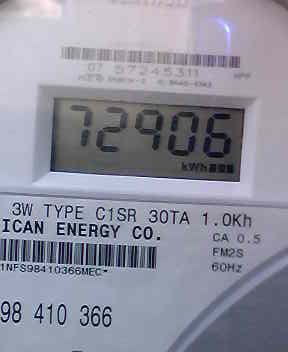 07 57245311
72906
kWh
3W TYPE C1SR 30TA 1.0Kh
ICAN ENERGY CO.
CA 0.5
FM2S
1NFS98410366MEC-
60Hz
98 410 366